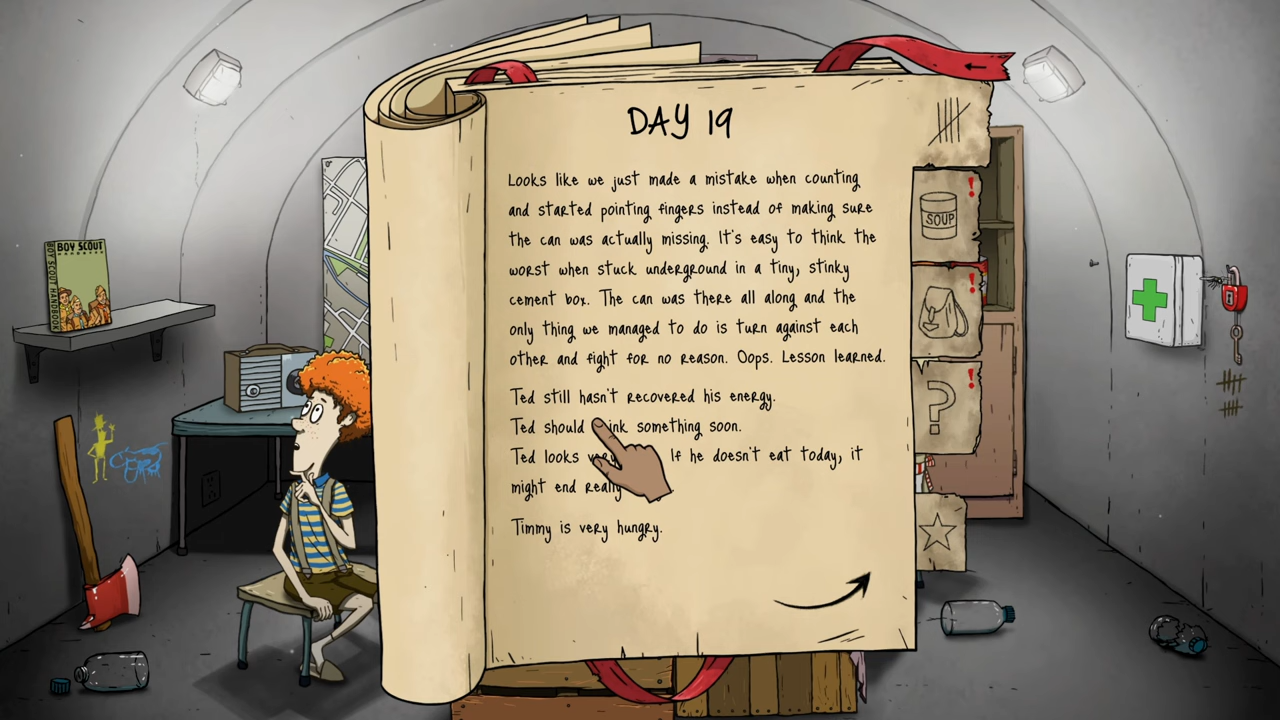 DAY 19
Looks like we just made a mistake when counting
and started pointing fingers instead of making sure
the can was actually missing. It's easy to think the
worst when stuck underground in a tiny, stinky
cement box. The can was there all along and the
only thing we managed to do is turn against each
other and fight for no reason. Oops. Lesson learned.
Ted still hasn't recovered his energy.
Ted should ink something soon.
Ted looks If he doesn't eat today, it
might end really
Timmy is very hungry.
SOUP
!
!
?
!
BOY SCOUT
HANDBOOK
BOY SCOUT HANDBOOK